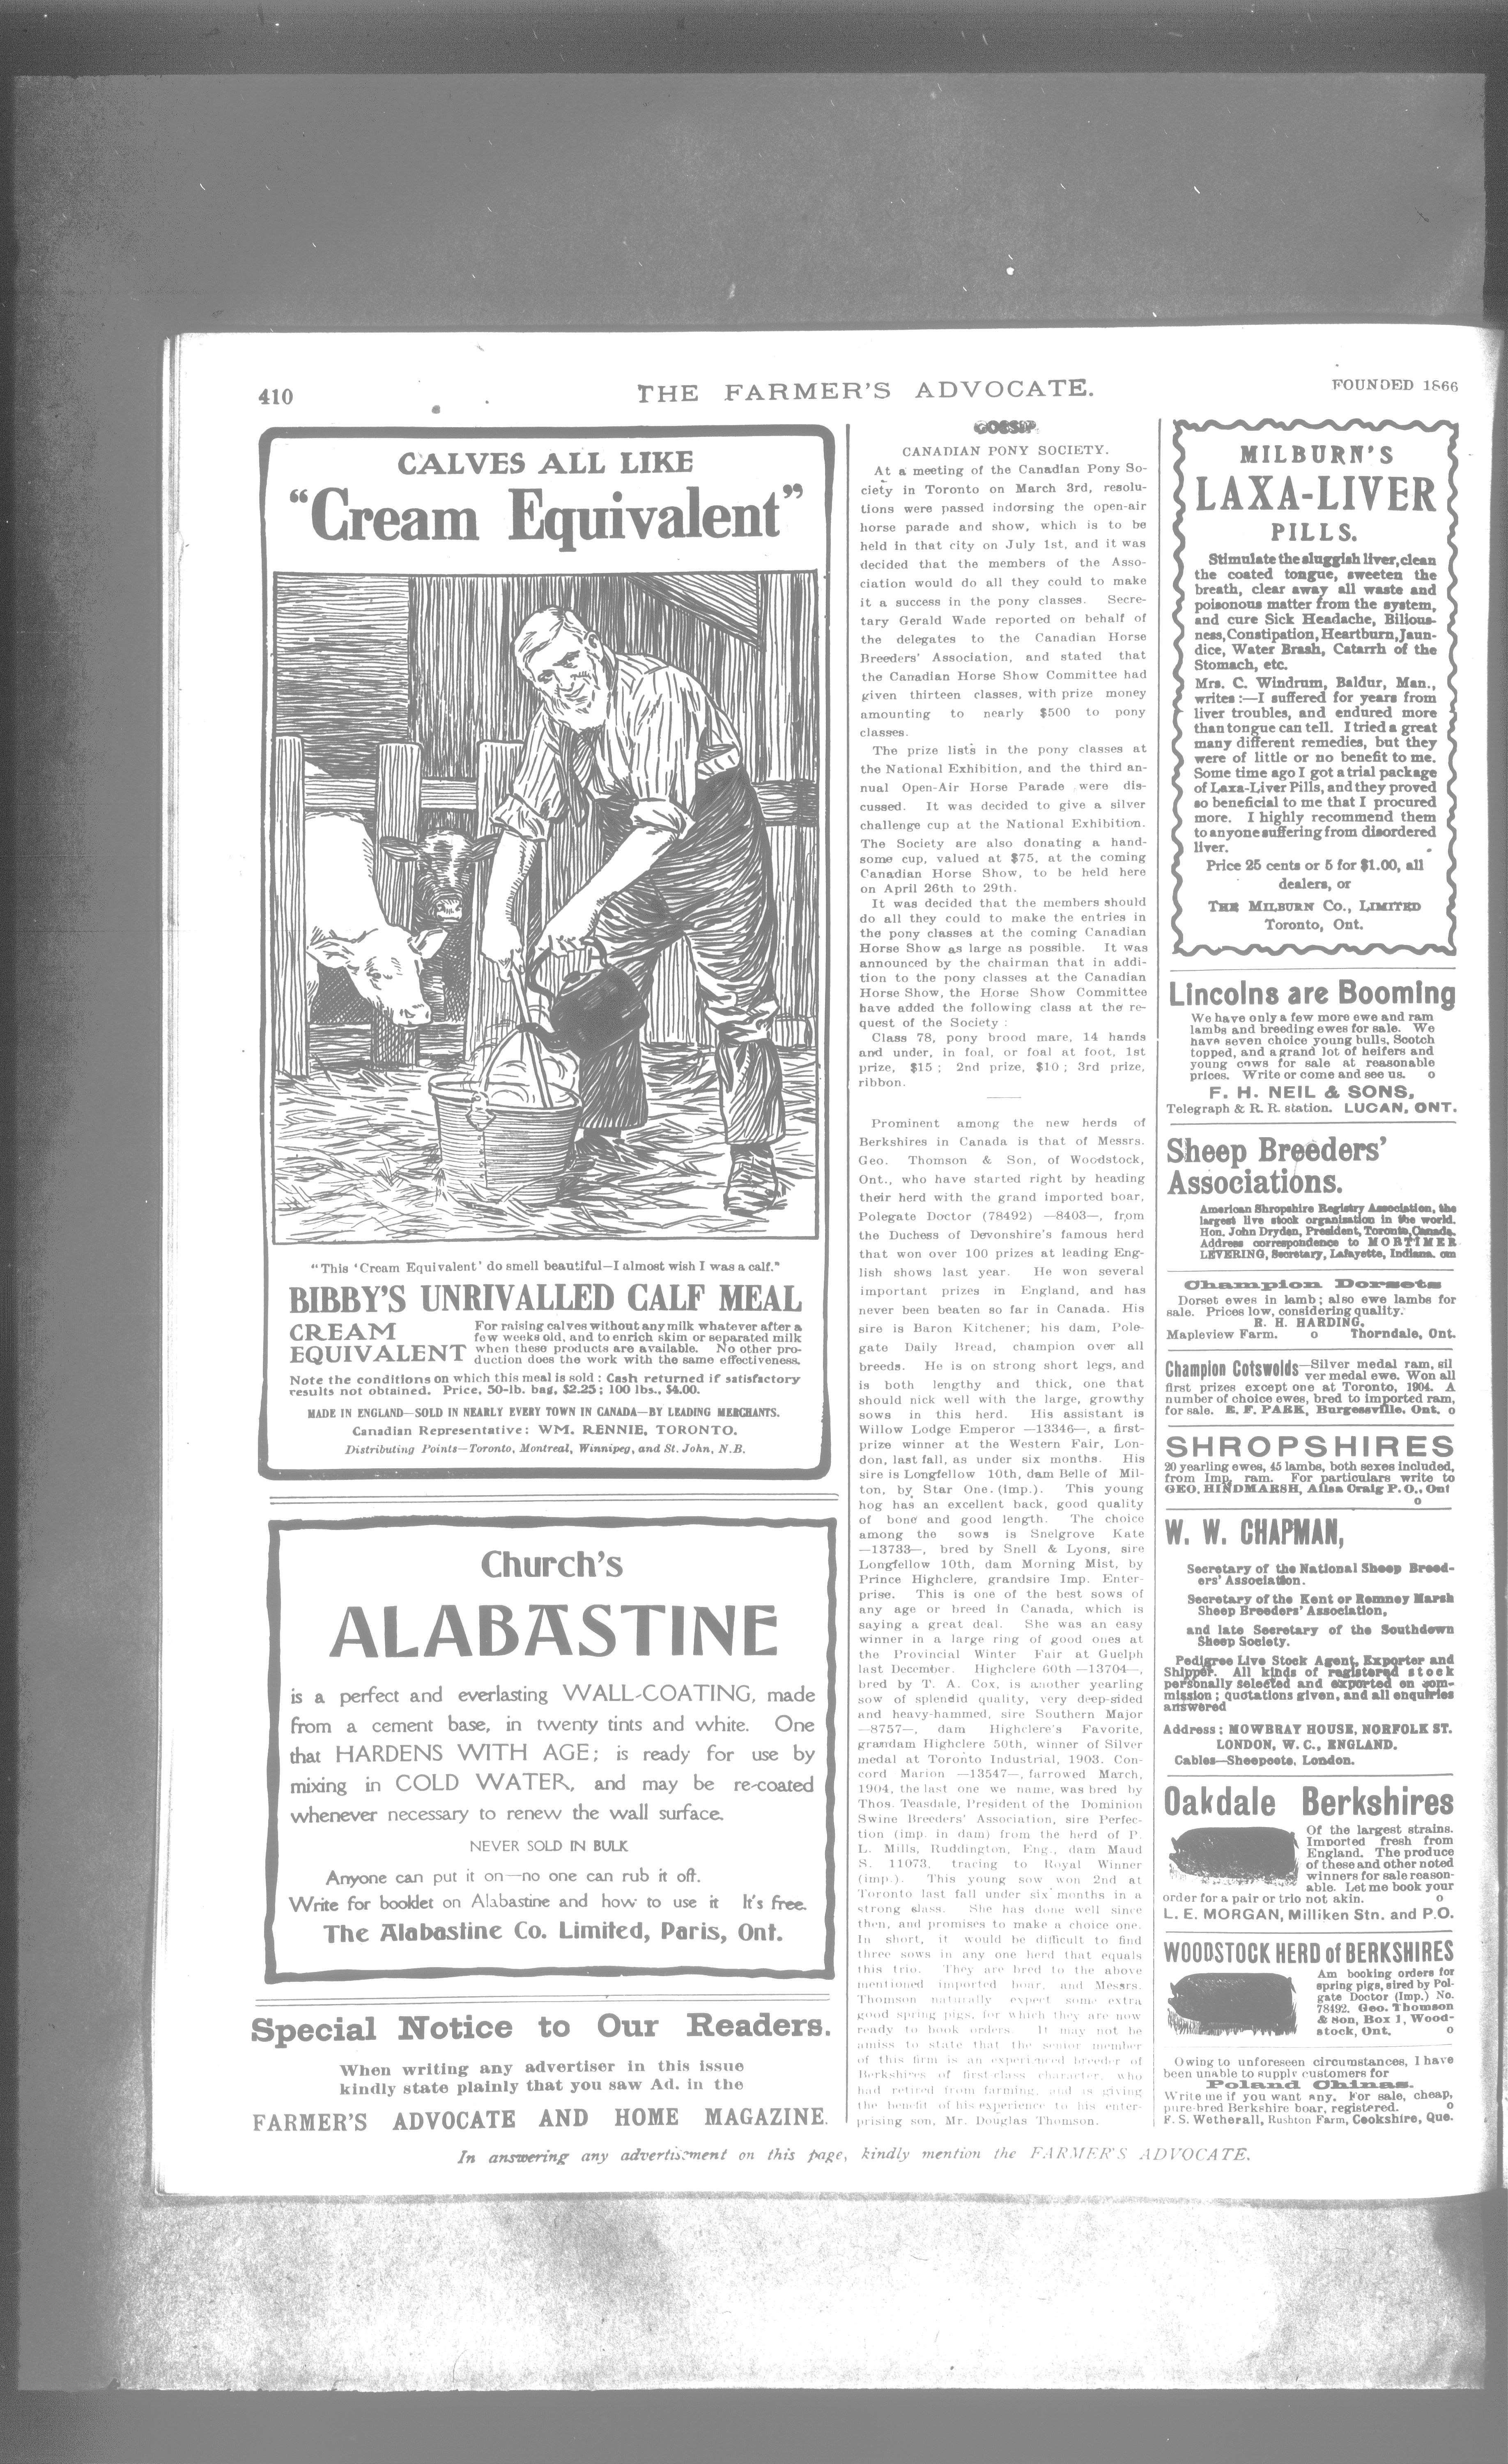 410
THE FARMER'S ADVOCATE.
FOUNDED 1866
CALVES ALL LIKE
"Cream Equivalent"
"This 'Cream Equivalent' do smell beautiful—I almost wish I was a calf."
BIBBY'S UNRIVALLED CALF MEAL
CREAM
EQUIVALENT
For raising calves without any milk whatever after a
few weeks old, and to enrich skim or separated milk
when these products are available. No other pro-
duction does the work with the same effectiveness.
Note the conditions on which this meal is sold : Cash returned if satisfactory
results not obtained. Price, 50-lb. bag, $2.25 ; 100 lbs., $4.00.
MADE IN ENGLAND—SOLD IN NEARLY EVERY TOWN IN CANADA—BY LEADING MERCHANTS.
Canadian Representative : WM. RENNIE, TORONTO.
Distributing Points—Toronto, Montreal, Winnipeg, and St. John, N.B.
Church's
ALABASTINE
is a perfect and everlasting WALL-COATING, made
from a cement base, in twenty tints and white. One
that HARDENS WITH AGE; is ready for use by
mixing in COLD WATER, and may be re-coated
whenever necessary to renew the wall surface.
NEVER SOLD IN BULK
Anyone can put it on—no one can rub it off.
Write for booklet on Alabastine and how to use it It's free.
The Alabastine Co. Limited, Paris, Ont.
Special Notice to Our Readers.
When writing any advertiser in this issue
kindly state plainly that you saw Ad. in the
FARMER'S ADVOCATE AND HOME MAGAZINE.
GOSSIP.
CANADIAN PONY SOCIETY.
At a meeting of the Canadian Pony So-
ciety in Toronto on March 3rd, resolu-
tions were passed indorsing the open-air
horse parade and show, which is to be
held in that city on July 1st, and it was
decided that the members of the Asso-
ciation would do all they could to make
it a success in the pony classes. Secre-
tary Gerald Wade reported on behalf of
the delegates to the Canadian Horse
Breeders' Association, and stated that
the Canadian Horse Show Committee had
given thirteen classes, with prize money
amounting to nearly $500 to pony
classes.
The prize lists in the pony classes at
the National Exhibition, and the third an-
nual Open-Air Horse Parade were dis-
cussed. It was decided to give a silver
challenge cup at the National Exhibition.
The Society are also donating a hand-
some cup, valued at $75, at the coming
Canadian Horse Show, to be held here
on April 26th to 29th.
It was decided that the members should
do all they could to make the entries in
the pony classes at the coming Canadian
Horse Show as large as possible. It was
announced by the chairman that in addi-
tion to the pony classes at the Canadian
Horse Show, the Horse Show Committee
have added the following class at the re-
quest of the Society :
Class 78, pony brood mare, 14 hands
and under, in foal, or foal at foot, 1st
prize, $15 ; 2nd prize, $10 ; 3rd prize,
ribbon.
Prominent among the new herds of
Berkshires in Canada is that of Messrs.
Geo. Thomson & Son, of Woodstock,
Ont., who have started right by heading
their herd with the grand imported boar,
Polegate Doctor (78492) —8403—, from
the Duchess of Devonshire's famous herd
that won over 100 prizes at leading Eng-
lish shows last year. He won several
important prizes in England, and has
never been beaten so far in Canada. His
sire is Baron Kitchener; his dam, Pole-
gate Daily Bread, champion over all
breeds. He is on strong short legs, and
is both lengthy and thick, one that
should nick well with the large, growthy
sows in this herd. His assistant is
Willow Lodge Emperor —13346—, a first-
prize winner at the Western Fair, Lon-
don, last fall, as under six months. His
sire is Longfellow 10th, dam Belle of Mil-
ton, by Star One. (imp.). This young
hog has an excellent back, good quality
of bone and good length. The choice
among the sows is Snelgrove Kate
—13733—, bred by Snell & Lyons, sire
Longfellow 10th, dam Morning Mist, by
Prince Highclere, grandsire Imp. Enter-
prise. This is one of the best sows of
any age or breed in Canada, which is
saying a great deal. She was an easy
winner in a large ring of good ones at
the Provincial Winter Fair at Guelph
last December. Highclere 60th —13704—,
bred by T. A. Cox, is another yearling
sow of splendid quality, very deep-sided
and heavy-hammed, sire Southern Major
—8757—, dam Highclere's Favorite,
grandam Highclere 50th, winner of Silver
medal at Toronto Industrial, 1903. Con-
cord Marion —13547—, farrowed March,
1904, the last one we name, was bred by
Thos. Teasdale, President of the Dominion
Swine Breeders' Association, sire Perfec-
tion (imp. in dam) from the herd of P.
L. Mills, Ruddington, Eng., dam Maud
S. 11073, tracing to Royal Winner
(imp.). This young sow won 2nd at
Toronto last fall under six months in a
strong class. She has done well since
then, and promises to make a choice one.
In short, it would be difficult to find
three sows in any one herd that equals
this trio. They are bred to the above
mentioned imported boar, and Messrs.
Thomson naturally expect some extra
good spring pigs, for which they are now
ready to book orders. It may not be
amiss to state that the senior member
of this firm is an experienced breeder of
Berkshires of first-class character, who
had retired from farming, and is giving
the benefit of his experience to his enter-
prising son, Mr. Douglas Thomson.
MILBURN'S
LAXA-LIVER
PILLS.
Stimulate the sluggish liver, clean
the coated tongue, sweeten the
breath, clear away all waste and
poisonous matter from the system,
and cure Sick Headache, Bilious-
ness, Constipation, Heartburn, Jaun-
dice, Water Brash, Catarrh of the
Stomach, etc.
Mrs. C. Windrum, Baldur, Man.,
writes :—I suffered for years from
liver troubles, and endured more
than tongue can tell. I tried a great
many different remedies, but they
were of little or no benefit to me.
Some time ago I got a trial package
of Laxa-Liver Pills, and they proved
so beneficial to me that I procured
more. I highly recommend them
to anyone suffering from disordered
liver.
Price 25 cents or 5 for $1.00, all
dealers, or
THE MILBURN CO., LIMITED
Toronto, Ont.
Lincolns are Booming
We have only a few more ewe and ram
lambs and breeding ewes for sale. We
have seven choice young bulls, Scotch
topped, and a grand lot of heifers and
young cows for sale at reasonable
prices. Write or come and see us. o
F. H. NEIL & SONS,
Telegraph & R. R. station. LUCAN, ONT.
Sheep Breeders'
Associations.
American Shropshire Registry Association, the
largest live stock organisation in the world.
Hon. John Dryden, President, Toronto, Canada.
Address correspondence to MORTIMER
LEVERING, Secretary, Lafayette, Indiana. om
Champion Dorsets
Dorset ewes in lamb ; also ewe lambs for
sale. Prices low, considering quality.
R. H. HARDING,
Mapleview Farm. o Thorndale, Ont.
Champion Cotswolds—Silver medal ram, sil
ver medal ewe. Won all
first prizes except one at Toronto, 1904. A
number of choice ewes, bred to imported ram,
for sale. E. F. PARK, Burgessville, Ont. o
SHROPSHIRES
20 yearling ewes, 45 lambs, both sexes included,
from Imp. ram. For particulars write to
GEO. HINDMARSH, Ailsa Craig P. O., Ont
o
W. W. CHAPMAN,
Secretary of the National Sheep Breed-
ers' Association.
Secretary of the Kent or Romney Marsh
Sheep Breeders' Association,
and late Secretary of the Southdown
Sheep Society.
Pedigree Live Stock Agent, Exporter and
Shipper. All kinds of registered stock
personally selected and exported on com-
mission ; quotations given, and all enquiries
answered
Address : MOWBRAY HOUSE, NORFOLK ST.
LONDON, W. C., ENGLAND.
Cables—Sheepcote, London.
Oakdale Berkshires
Of the largest strains.
Imported fresh from
England. The produce
of these and other noted
winners for sale reason-
able. Let me book your
order for a pair or trio not akin. o
L. E. MORGAN, Milliken Stn. and P.O.
WOODSTOCK HERD of BERKSHIRES
Am booking orders for
spring pigs, sired by Pol-
gate Doctor (Imp.) No.
78492. Geo. Thomson
& Son, Box 1, Wood-
stock, Ont. o
Owing to unforeseen circumstances, I have
been unable to supply customers for
Poland Chinas.
Write me if you want any. For sale, cheap,
pure-bred Berkshire boar, registered. o
F. S. Wetherall, Rushton Farm, Cookshire, Que.
In answering any advertisement on this page, kindly mention the FARMER'S ADVOCATE.